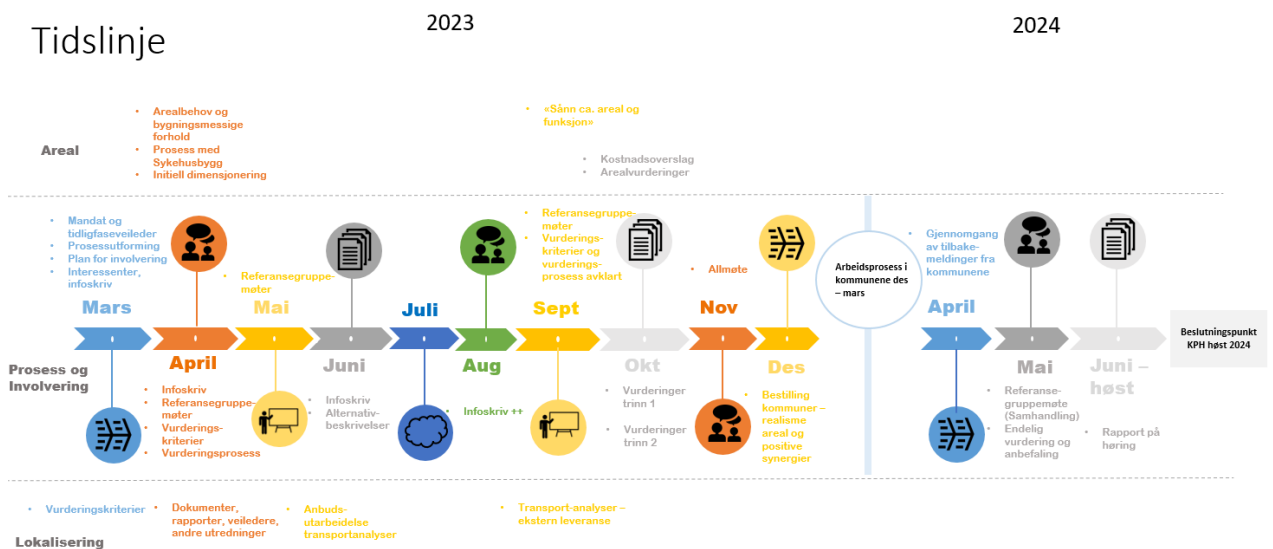 Tidslinje
2023
2024
Areal
• Arealbehov og
bygningsmessige
forhold
• Prosess med
Sykehusbygg
• Initiell dimensjonering
• «Sånn ca. areal og
funksjon»
• Kostnadsoverslag
• Arealvurderinger
Prosess og
Involvering
• Mandat og
tidligfaseveileder
• Prosessutforming
• Plan for involvering
• Interessenter,
infoskriv
Mars
April
• Infoskriv
• Referansegruppe-
møter
• Vurderings-
kriterier
• Vurderingsprosess
• Referansegruppe-
møter
Mai
Juni
• Infoskriv
• Alternativ-
beskrivelser
Juli
Aug
• Infoskriv ++
• Referansegruppe-
møter
• Vurderings-
kriterier og
vurderings-
prosess avklart
Sept
Okt
• Vurderinger
trinn 1
• Vurderinger
trinn 2
• Allmøte
Nov
Des
• Bestilling
kommuner –
realisme
areal og
positive
synergier
Arbeidsprosess i
kommunene des
– mars
• Gjennomgang
av tilbake-
meldinger fra
kommunene
April
Mai
• Referanse-
gruppemøte
(Samhandling)
• Endelig
vurdering og
anbefaling
Juni –
høst
• Rapport på
høring
Beslutningspunkt
KPH høst 2024
Lokalisering
• Vurderingskriterier
• Dokumenter,
rapporter, veiledere,
andre utredninger
• Anbuds-
utarbeidelse
transportanalyser
• Transport-analyser –
ekstern leveranse